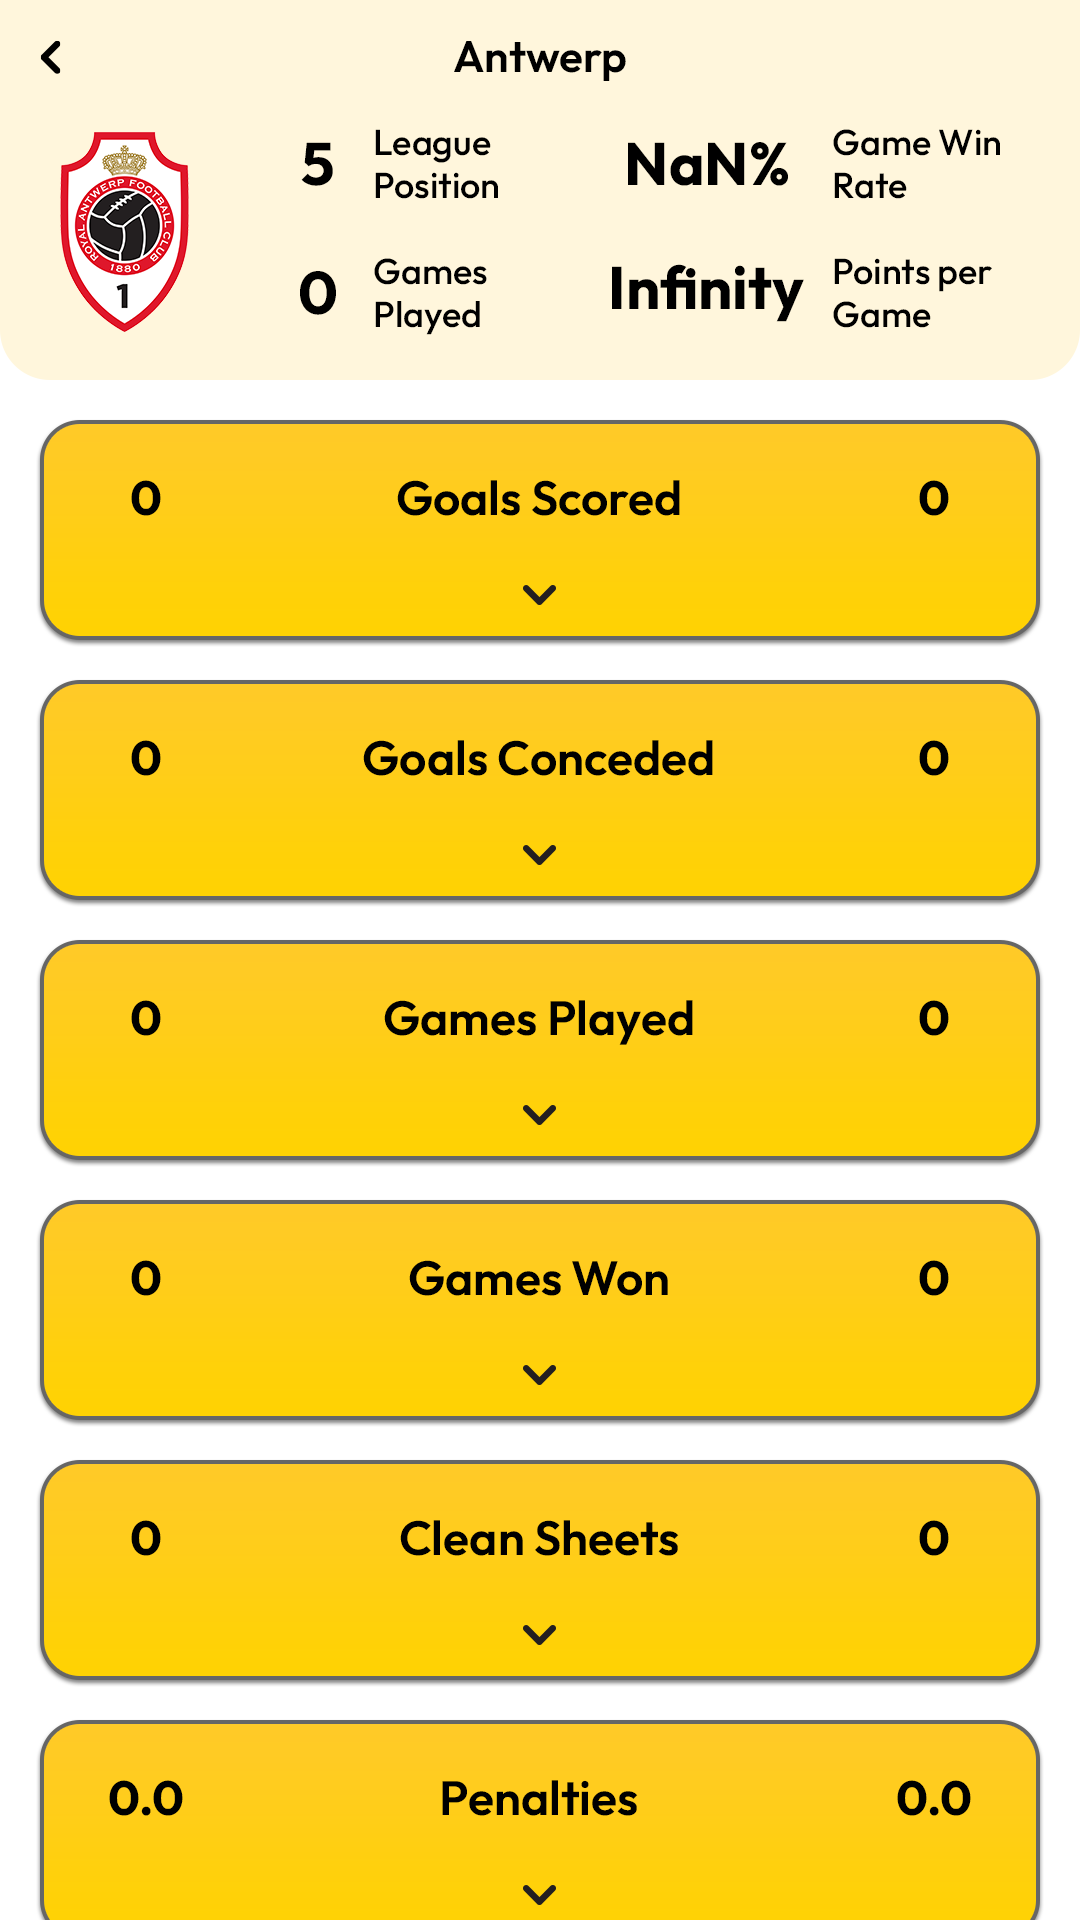 Antwerp
5 League Position
NaN% Game Win Rate
ROYAL ANTWERP FOOTBALL CLUB
1880
1
0 Games Played
Infinity Points per Game
0 Goals Scored 0
0 Goals Conceded 0
0 Games Played 0
0 Games Won 0
0 Clean Sheets 0
0.0 Penalties 0.0